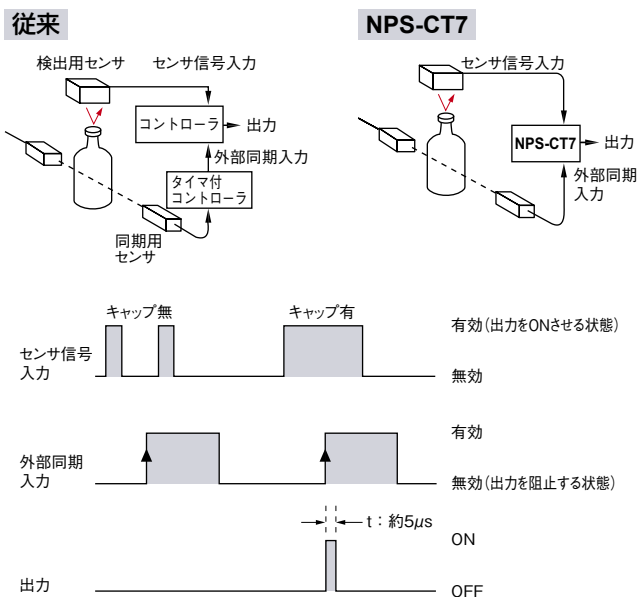 従来
検出用センサ
センサ信号入力
コントローラ
出力
外部同期入力
タイマ付
コントローラ
同期用
センサ
NPS-CT7
センサ信号入力
NPS-CT7
出力
外部同期
入力
キャップ無
キャップ有
センサ信号
入力
有効(出力をONさせる状態)
無効
外部同期
入力
有効
無効(出力を阻止する状態)
t:約5μs
出力
ON
OFF